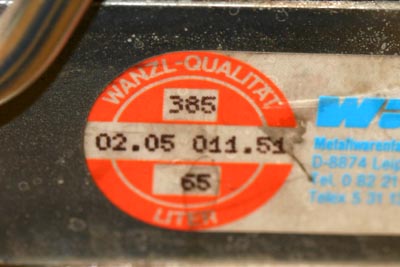 WANZL-QUALITÄT
385
02.05 011.51
65
LITER
Metallwarenfa
D-8874 Leip
Tel. 0 82 21
Telex 5 31 1